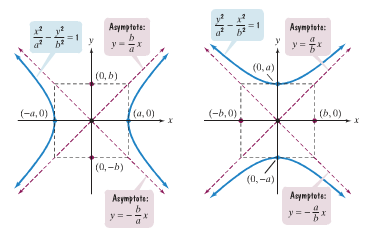 x²/a² − y²/b² = 1
Asymptote:
y = b/a x
y
(0, b)
(−a, 0)
(a, 0)
x
(0, −b)
Asymptote:
y = − b/a x
y²/a² − x²/b² = 1
Asymptote:
y = a/b x
y
(0, a)
(−b, 0)
(b, 0)
x
(0, −a)
Asymptote:
y = − a/b x